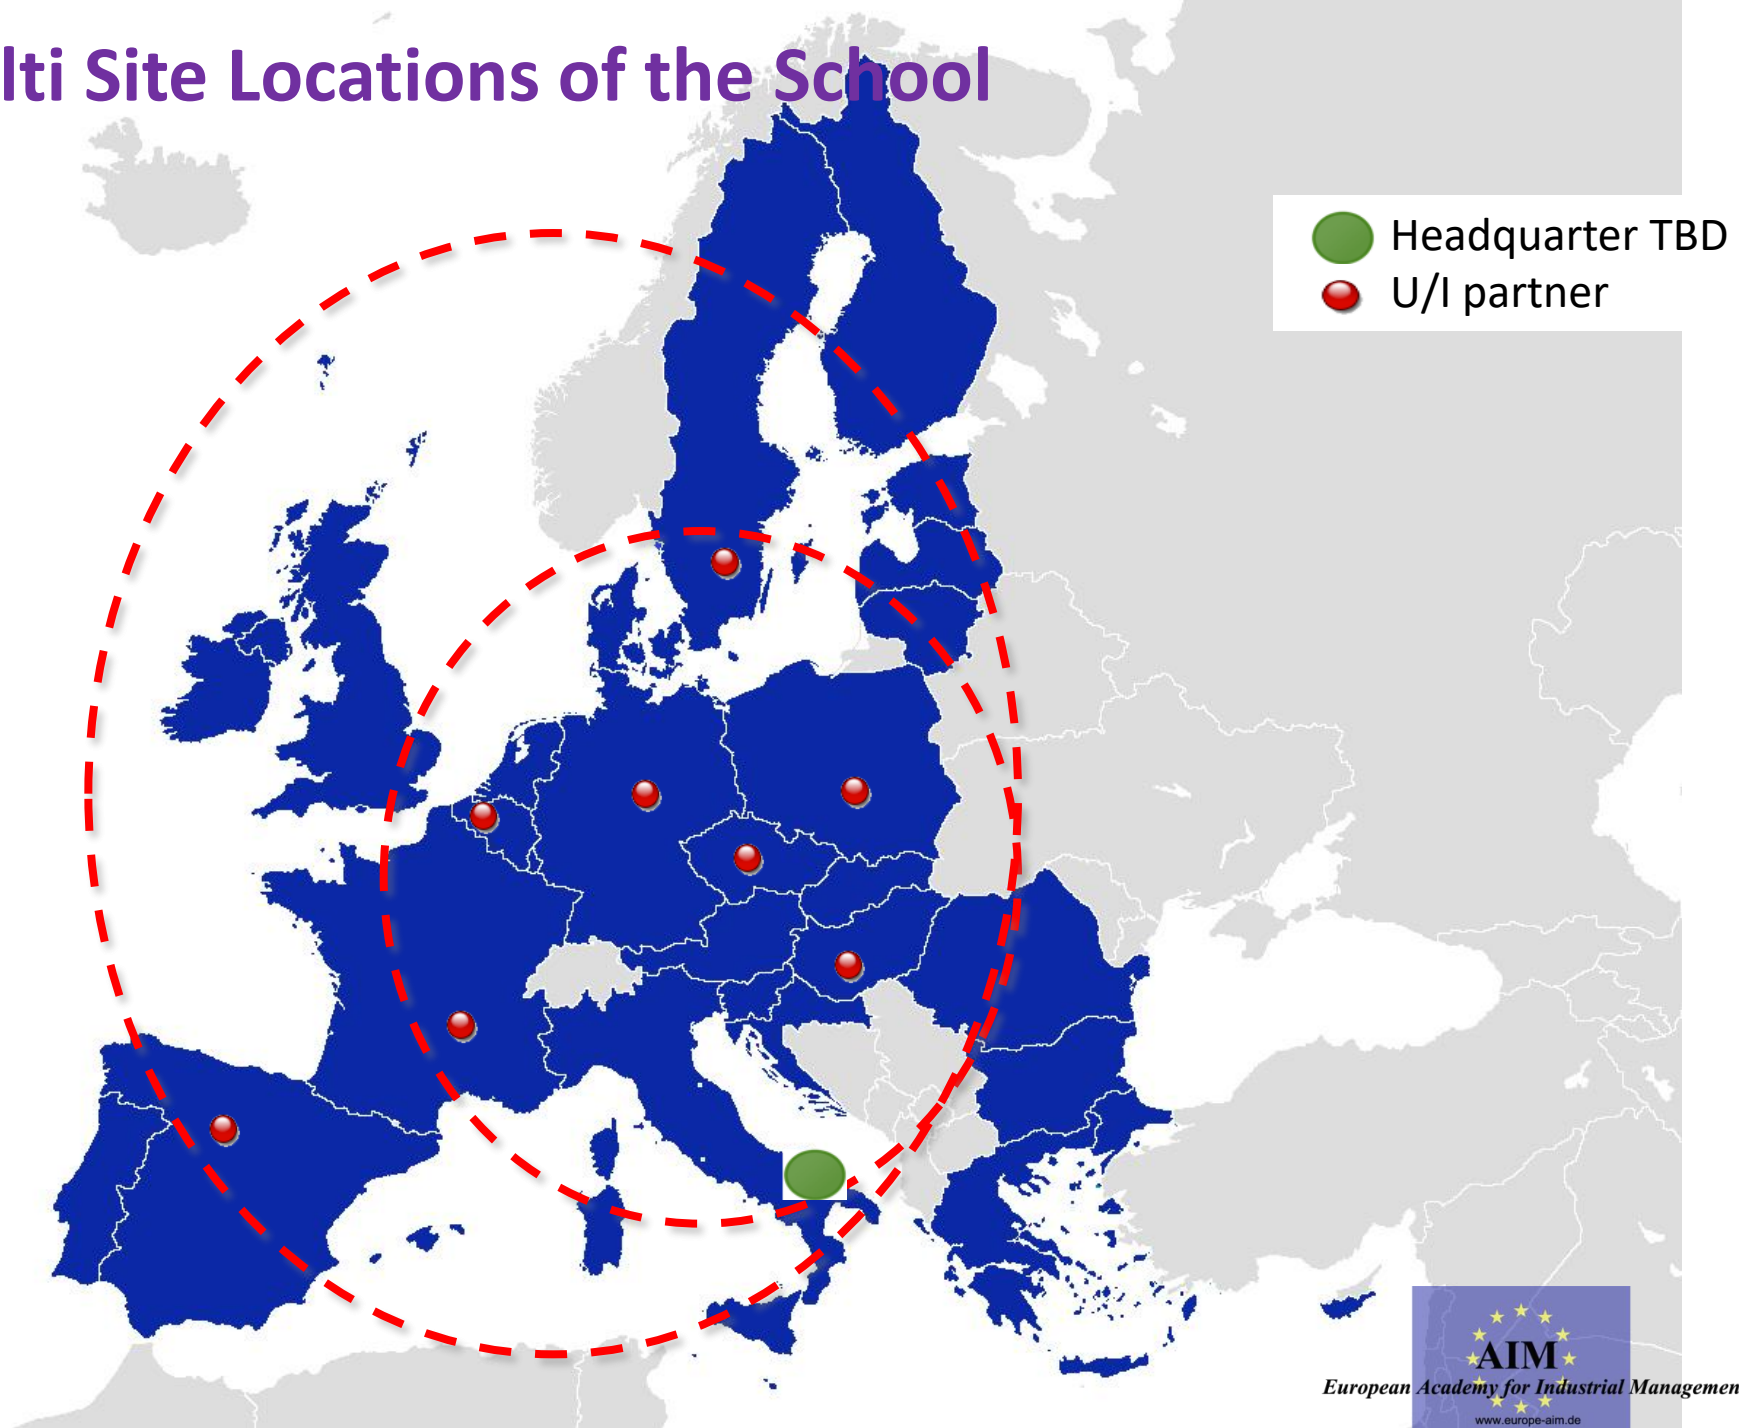 lti Site Locations of the School
Headquarter TBD
U/I partner
AIM
European Academy for Industrial Managemen
www.europe-aim.de